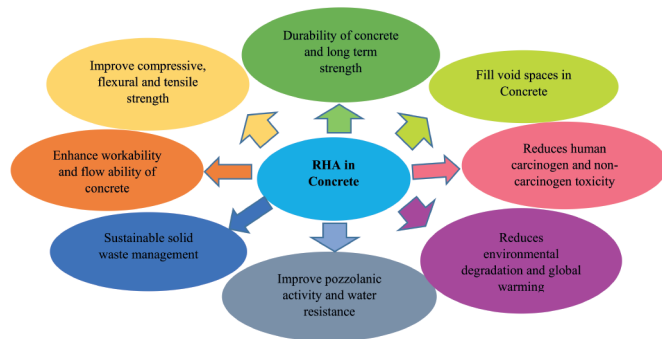 Durability of concrete
and long term
strength
Improve compressive,
flexural and tensile
strength
Fill void spaces in
Concrete
Enhance workability
and flow ability of
concrete
RHA in
Concrete
Reduces human
carcinogen and non-
carcinogen toxicity
Sustainable solid
waste management
Reduces
environmental
degradation and global
warming
Improve pozzolanic
activity and water
resistance